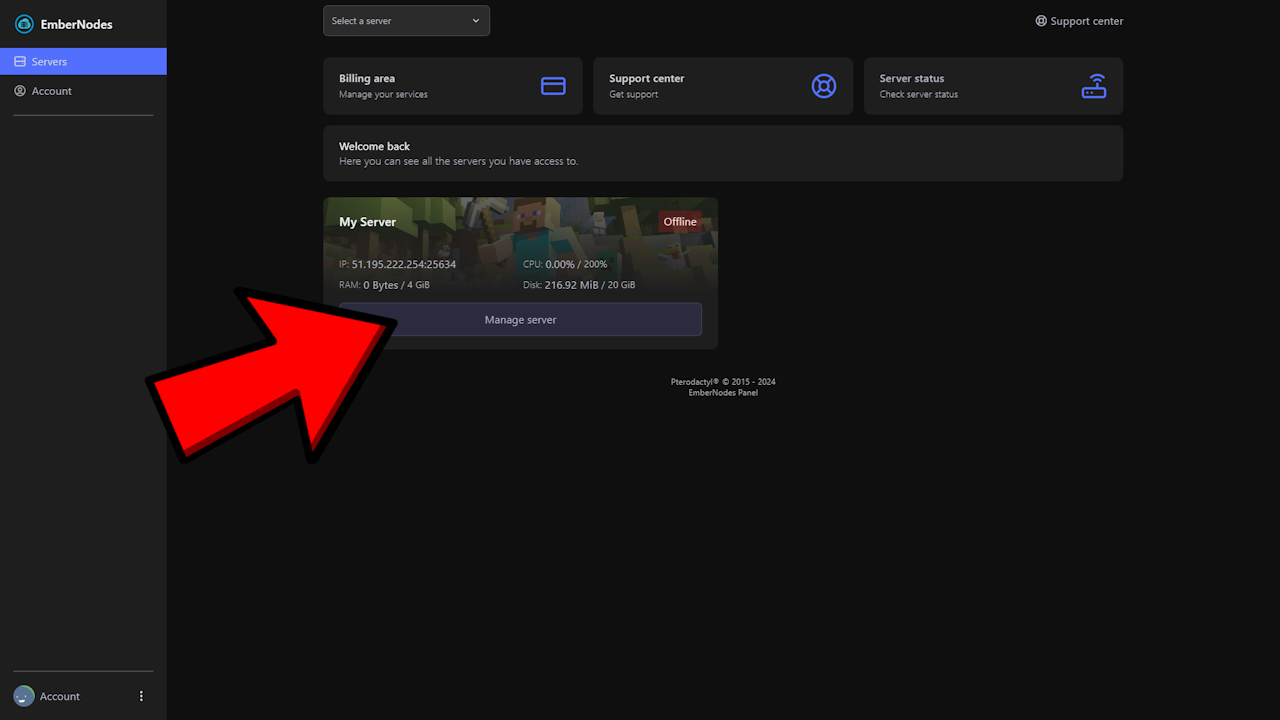 EmberNodes
Servers
Account
Select a server
Support center
Billing area
Manage your services
Support center
Get support
Server status
Check server status
Welcome back
Here you can see all the servers you have access to.
My Server
Offline
IP: 51.195.222.254:25634
CPU: 0.00% / 200%
RAM: 0 Bytes / 4 GiB
Disk: 216.92 MiB / 20 GiB
Manage server
Pterodactyl® © 2015 - 2024
EmberNodes Panel
Account